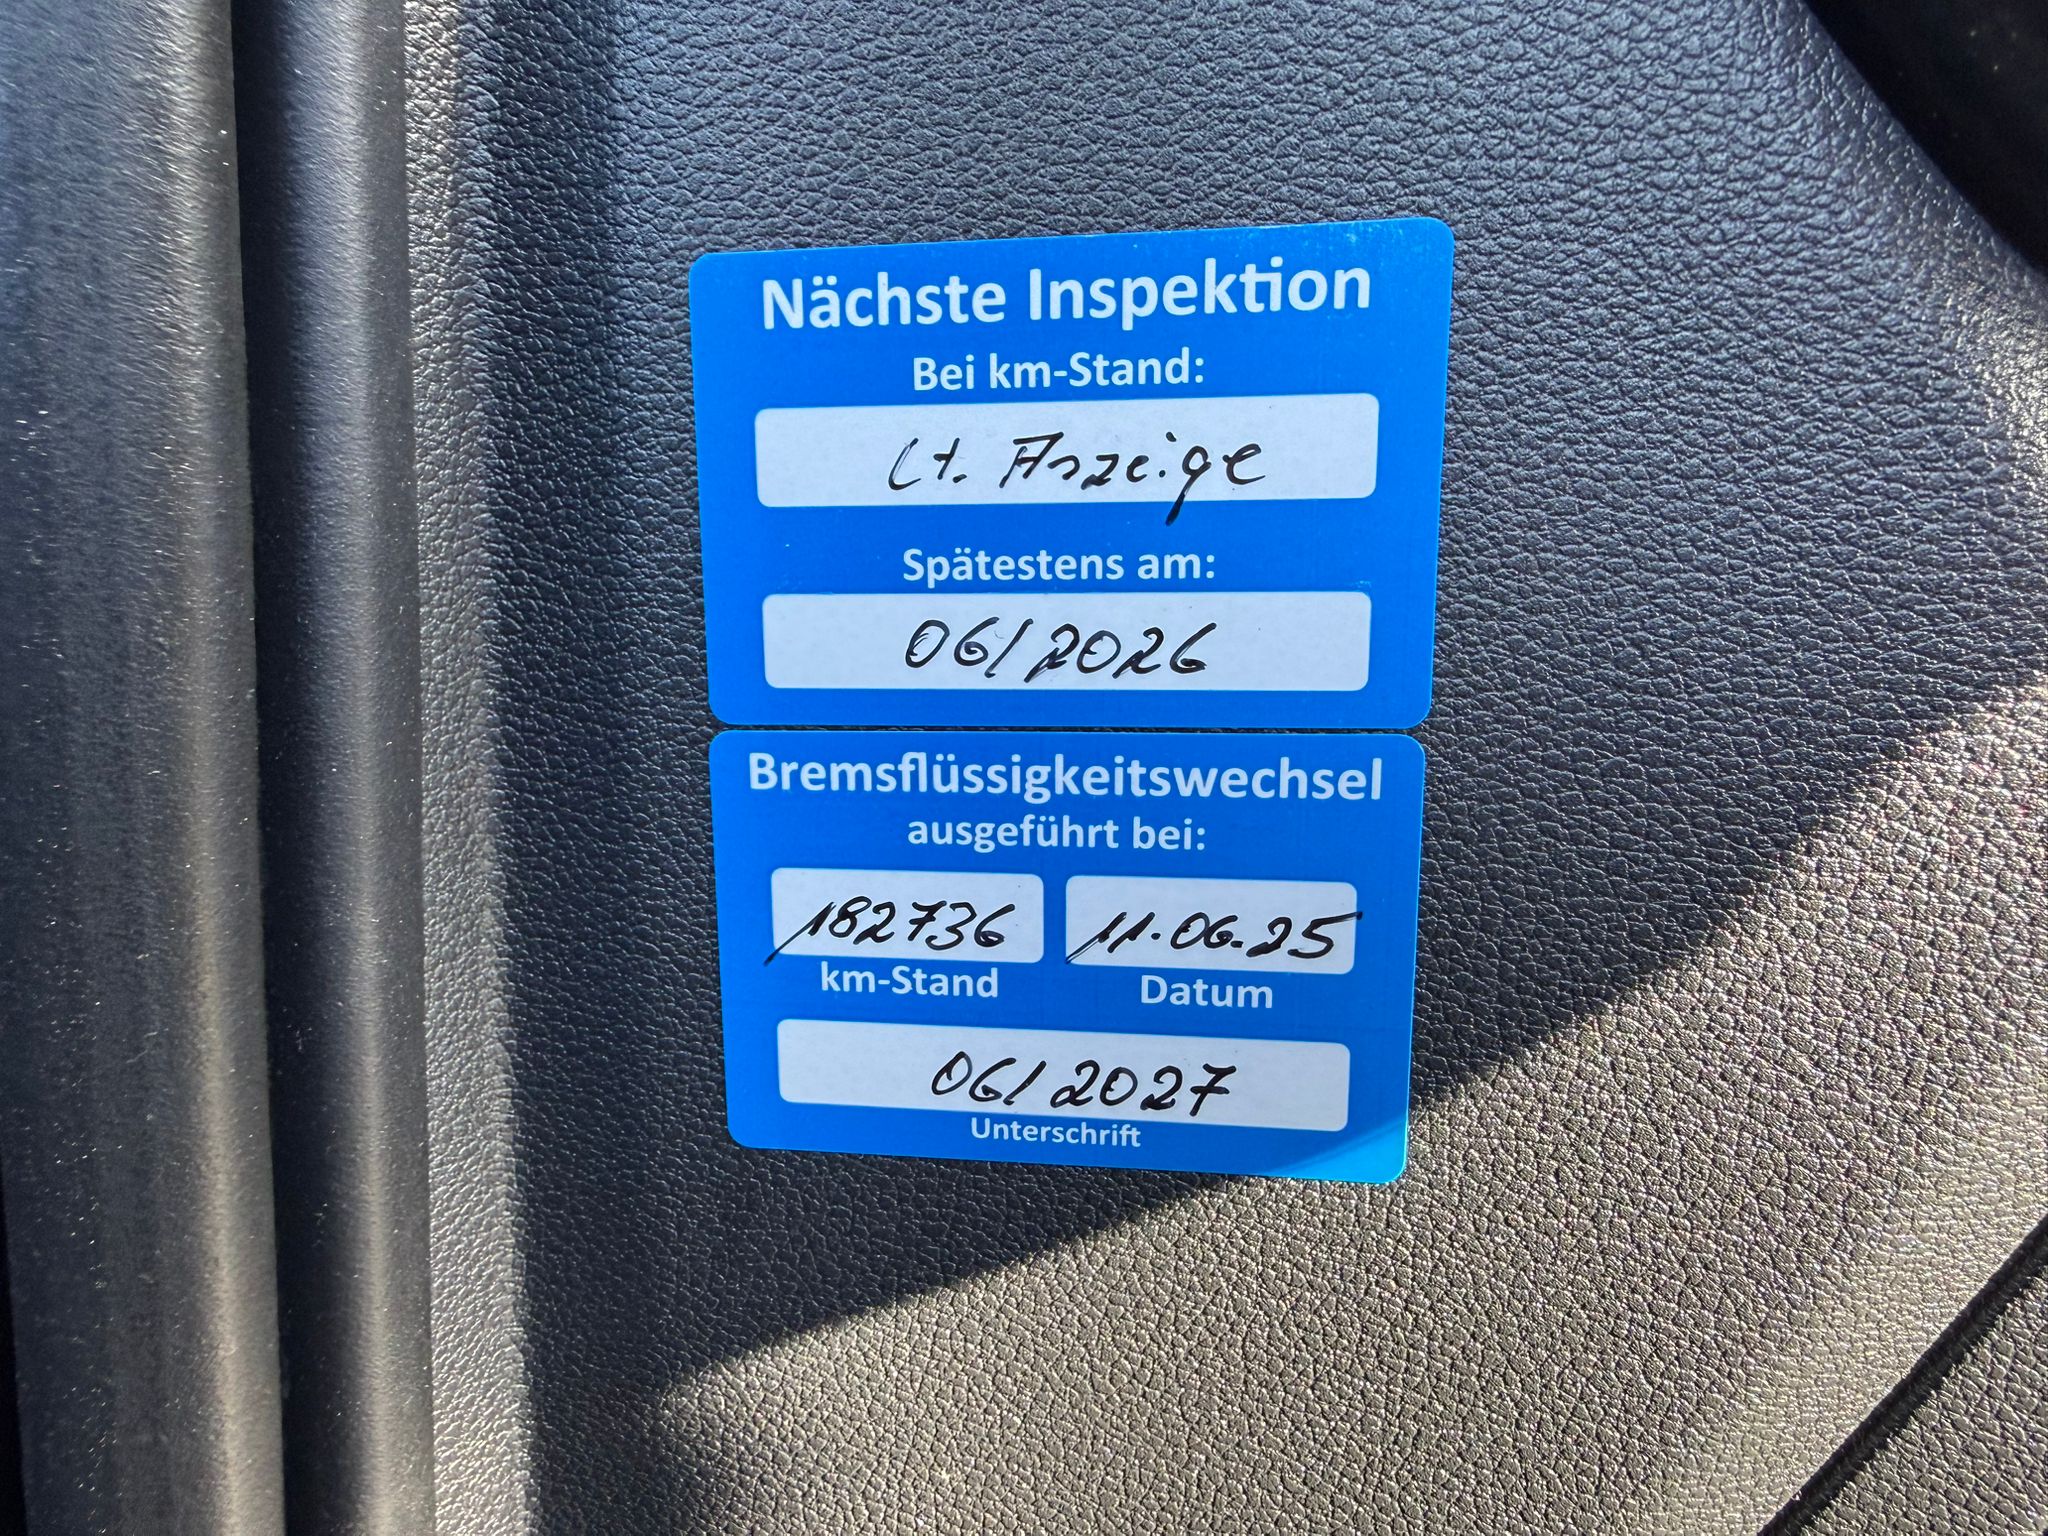 Nächste Inspektion
Bei km-Stand:
Lt. Anzeige
Spätestens am:
06/2026
Bremsflüssigkeitswechsel
ausgeführt bei:
182736 11.06.25
km-Stand Datum
06/2027
Unterschrift